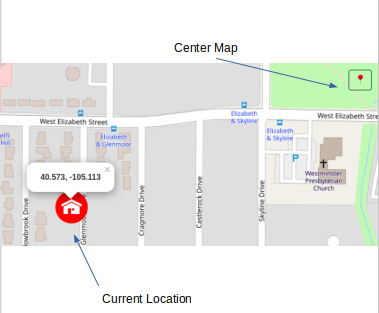 Center Map
West Elizabeth Street
West Elizabeth Stre
Elizabeth
& Skyline
Elizabeth
& Glenmoor
Elizabeth
& Skyline
hill
P
40.573, -105.113
×
Westminster
Presbyterian
Church
lowbrook Drive
Glenmo
Cragmore Drive
Castlerock Drive
Skyline Drive
Current Location